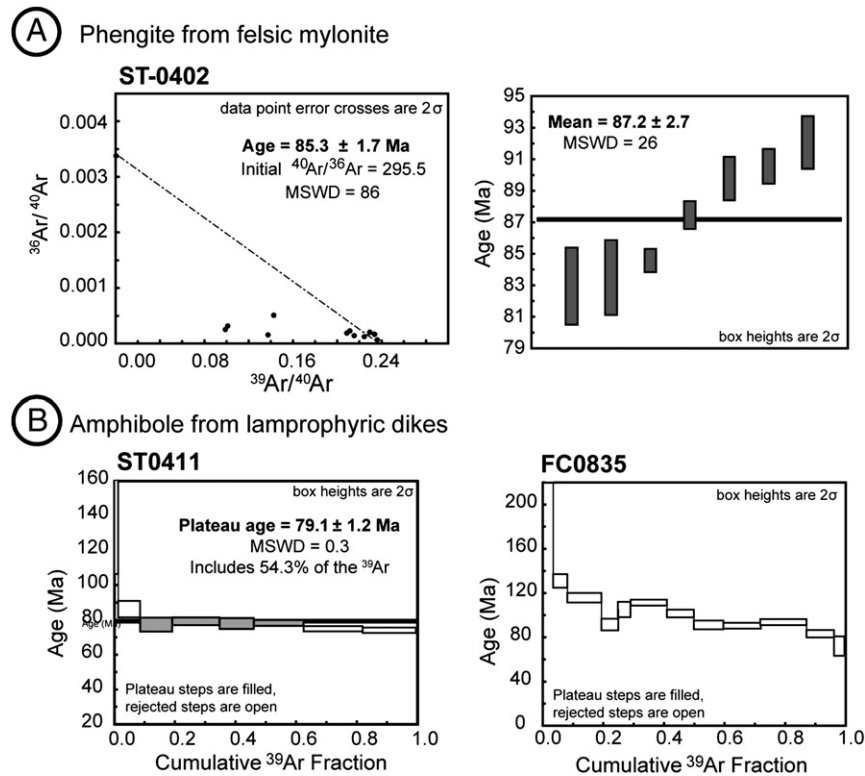 A Phengite from felsic mylonite
ST-0402
data point error crosses are 2σ
Age = 85.3 ± 1.7 Ma
Initial ⁴⁰Ar/³⁶Ar = 295.5
MSWD = 86
³⁶Ar/⁴⁰Ar
0.004
0.003
0.002
0.001
0.000
0.00 0.08 0.16 0.24
³⁹Ar/⁴⁰Ar
Mean = 87.2 ± 2.7
MSWD = 26
Age (Ma)
95
93
91
89
87
85
83
81
79
box heights are 2σ
B Amphibole from lamprophyric dikes
ST0411
box heights are 2σ
Plateau age = 79.1 ± 1.2 Ma
MSWD = 0.3
Includes 54.3% of the ³⁹Ar
Age (Ma)
160
140
120
100
80
Age (Ma)
60
40
20
Plateau steps are filled,
rejected steps are open
0.0 0.2 0.4 0.6 0.8 1.0
Cumulative ³⁹Ar Fraction
FC0835
box heights are 2σ
Age (Ma)
200
160
120
80
40
0
Plateau steps are filled,
rejected steps are open
0.0 0.2 0.4 0.6 0.8 1.0
Cumulative ³⁹Ar Fraction